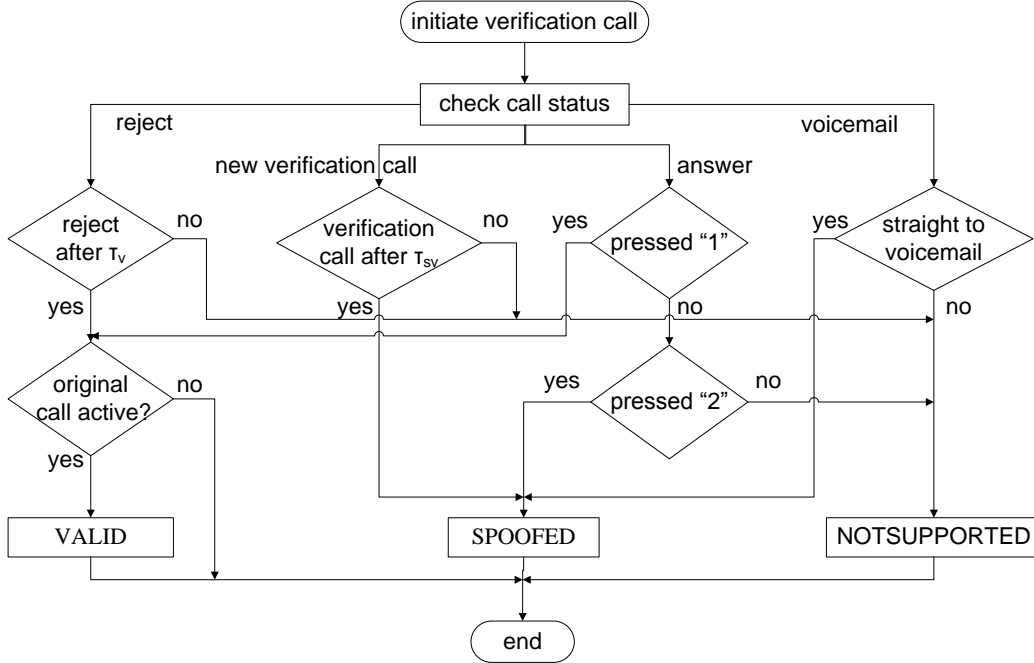 initiate verification call
check call status
reject
voicemail
new verification call
answer
reject
after τv
no
verification
call after τsv
no
yes
pressed “1”
yes
straight to
voicemail
yes
yes
no
no
original
call active?
no
yes
pressed “2”
no
yes
VALID
SPOOFED
NOTSUPPORTED
end